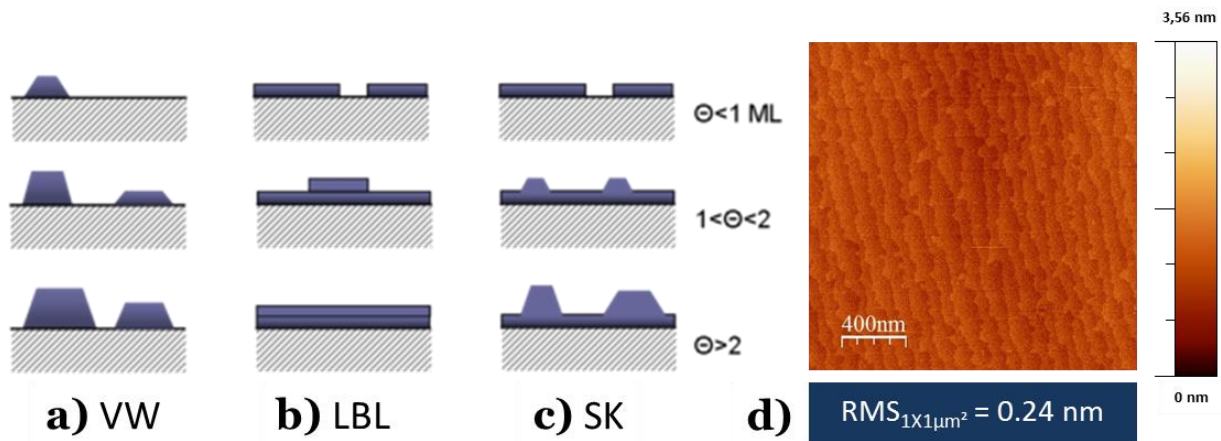 3,56 nm
Θ<1 ML
1<Θ<2
Θ>2
400nm
0 nm
a) VW
b) LBL
c) SK
d)
RMS1X1µm² = 0.24 nm